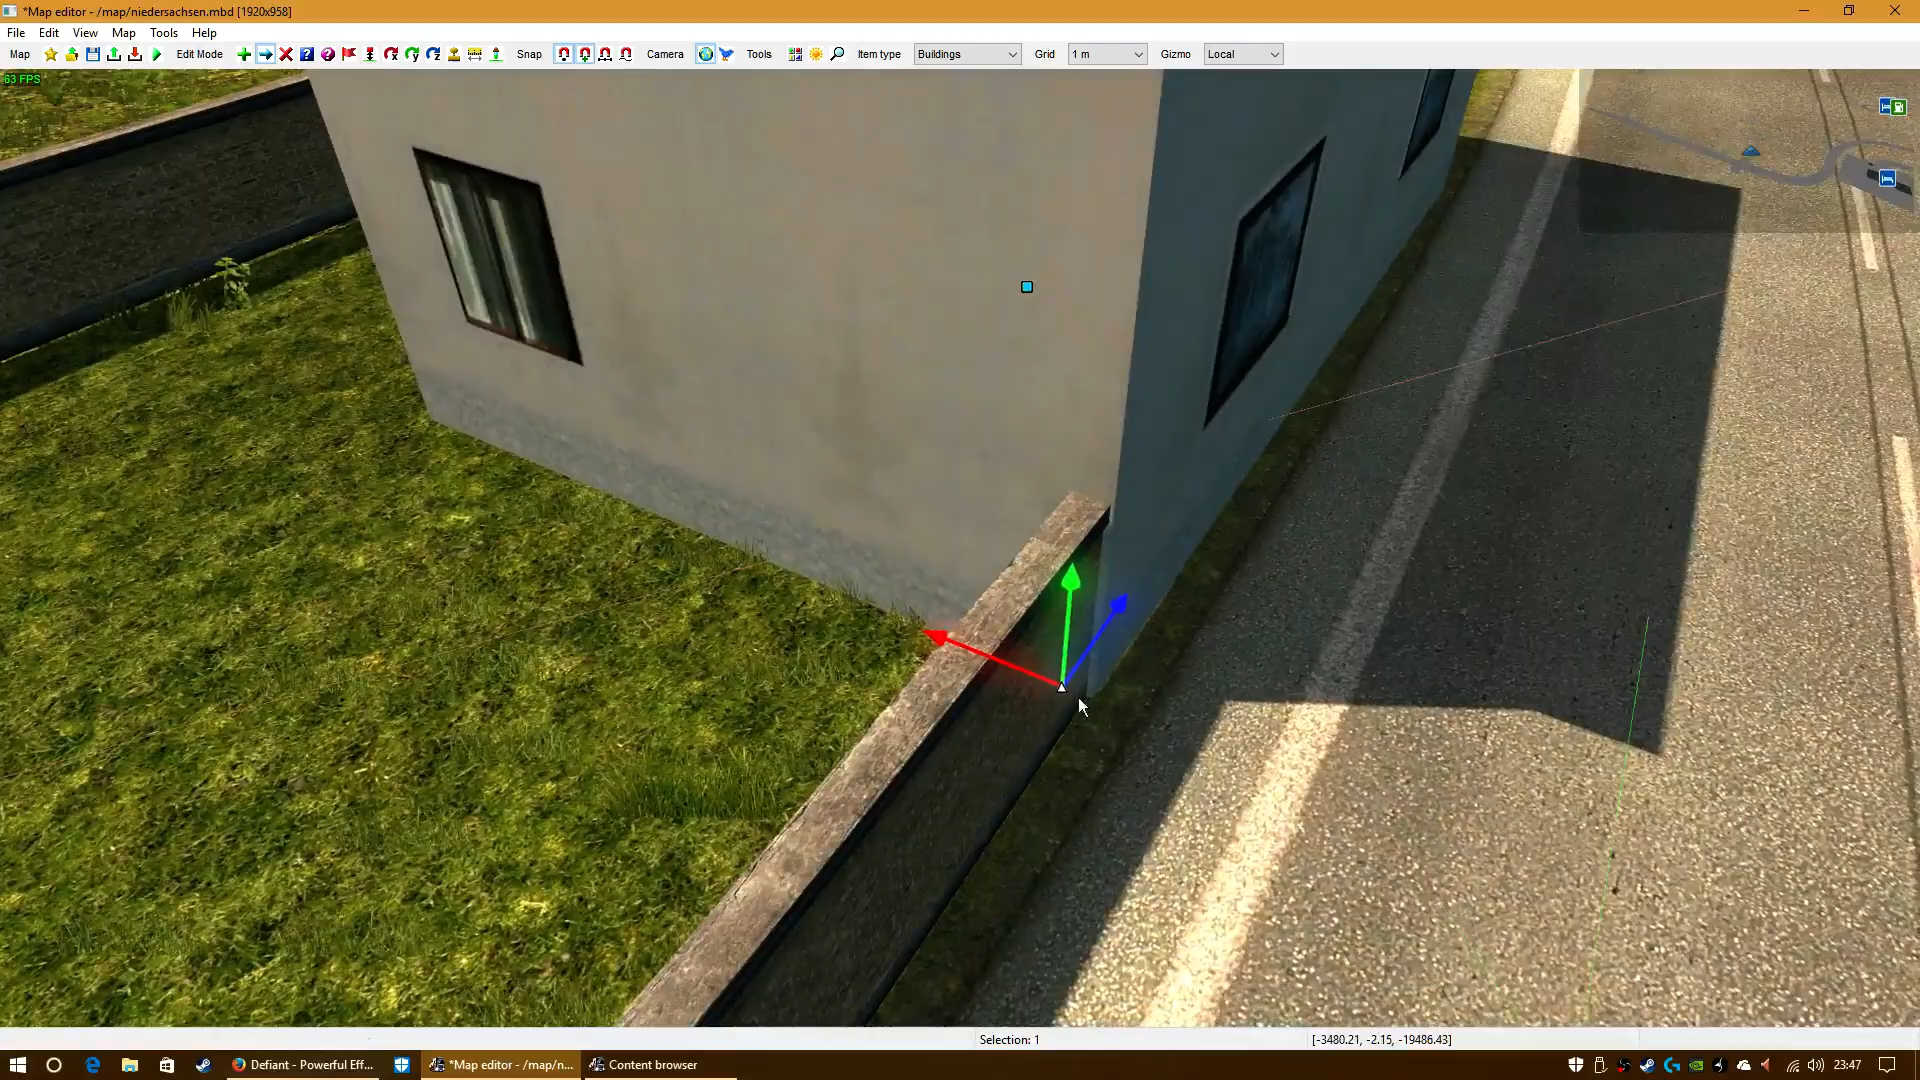 *Map editor - /map/niedersachsen.mbd [1920x958]
File Edit View Map Tools Help
Map Edit Mode Snap Camera Tools Item type Buildings Grid 1 m Gizmo Local
63 FPS
Selection: 1 [-3480.21, -2.15, -19486.43]
Defiant - Powerful Eff... *Map editor - /map/n... Content browser 23:47